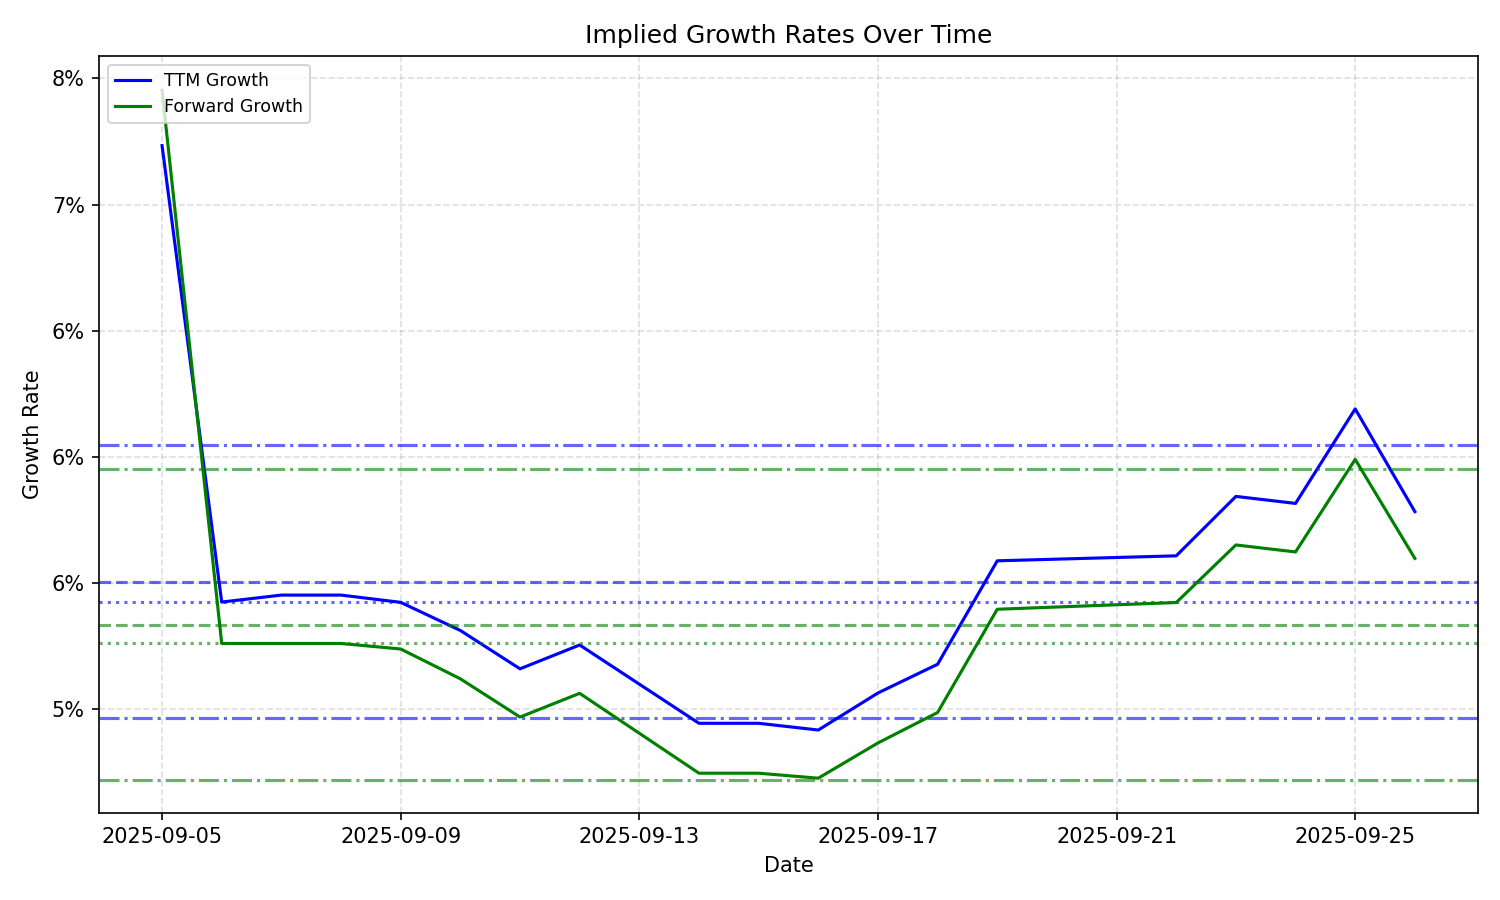 Implied Growth Rates Over Time
TTM Growth
Forward Growth
8%
7%
6%
6%
6%
5%
Growth Rate
2025-09-05
2025-09-09
2025-09-13
2025-09-17
2025-09-21
2025-09-25
Date